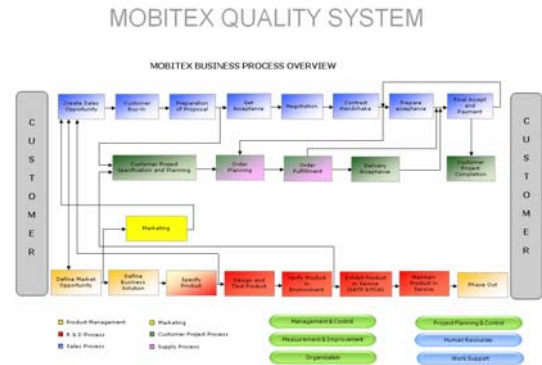 MOBITEX QUALITY SYSTEM
MOBITEX BUSINESS PROCESS OVERVIEW
CUSTOMER
Create Sales
Opportunity
Customer
Buy-In
Preparation
of Proposal
Get
Acceptance
Negotiation
Contract
Handshake
Prepare
acceptance
Final Accept
and
Payment
CUSTOMER
Customer Project
Specification and Planning
Order
Planning
Order
Fulfillment
Delivery
Acceptance
Customer
Project
Completion
Marketing
Define Market
Opportunity
Define
Business
Solution
Specify
Product
Design and
Test Product
Verify Product
in
Environment
Exhibit Product
in Service
Maintain
Product in
Service
Phase Out
Product Management
R & D Process
Sales Process
Marketing
Customer Project Process
Supply Process
Management & Control
Measurement & Improvement
Organization
Project Planning & Control
Human Resources
Work Support